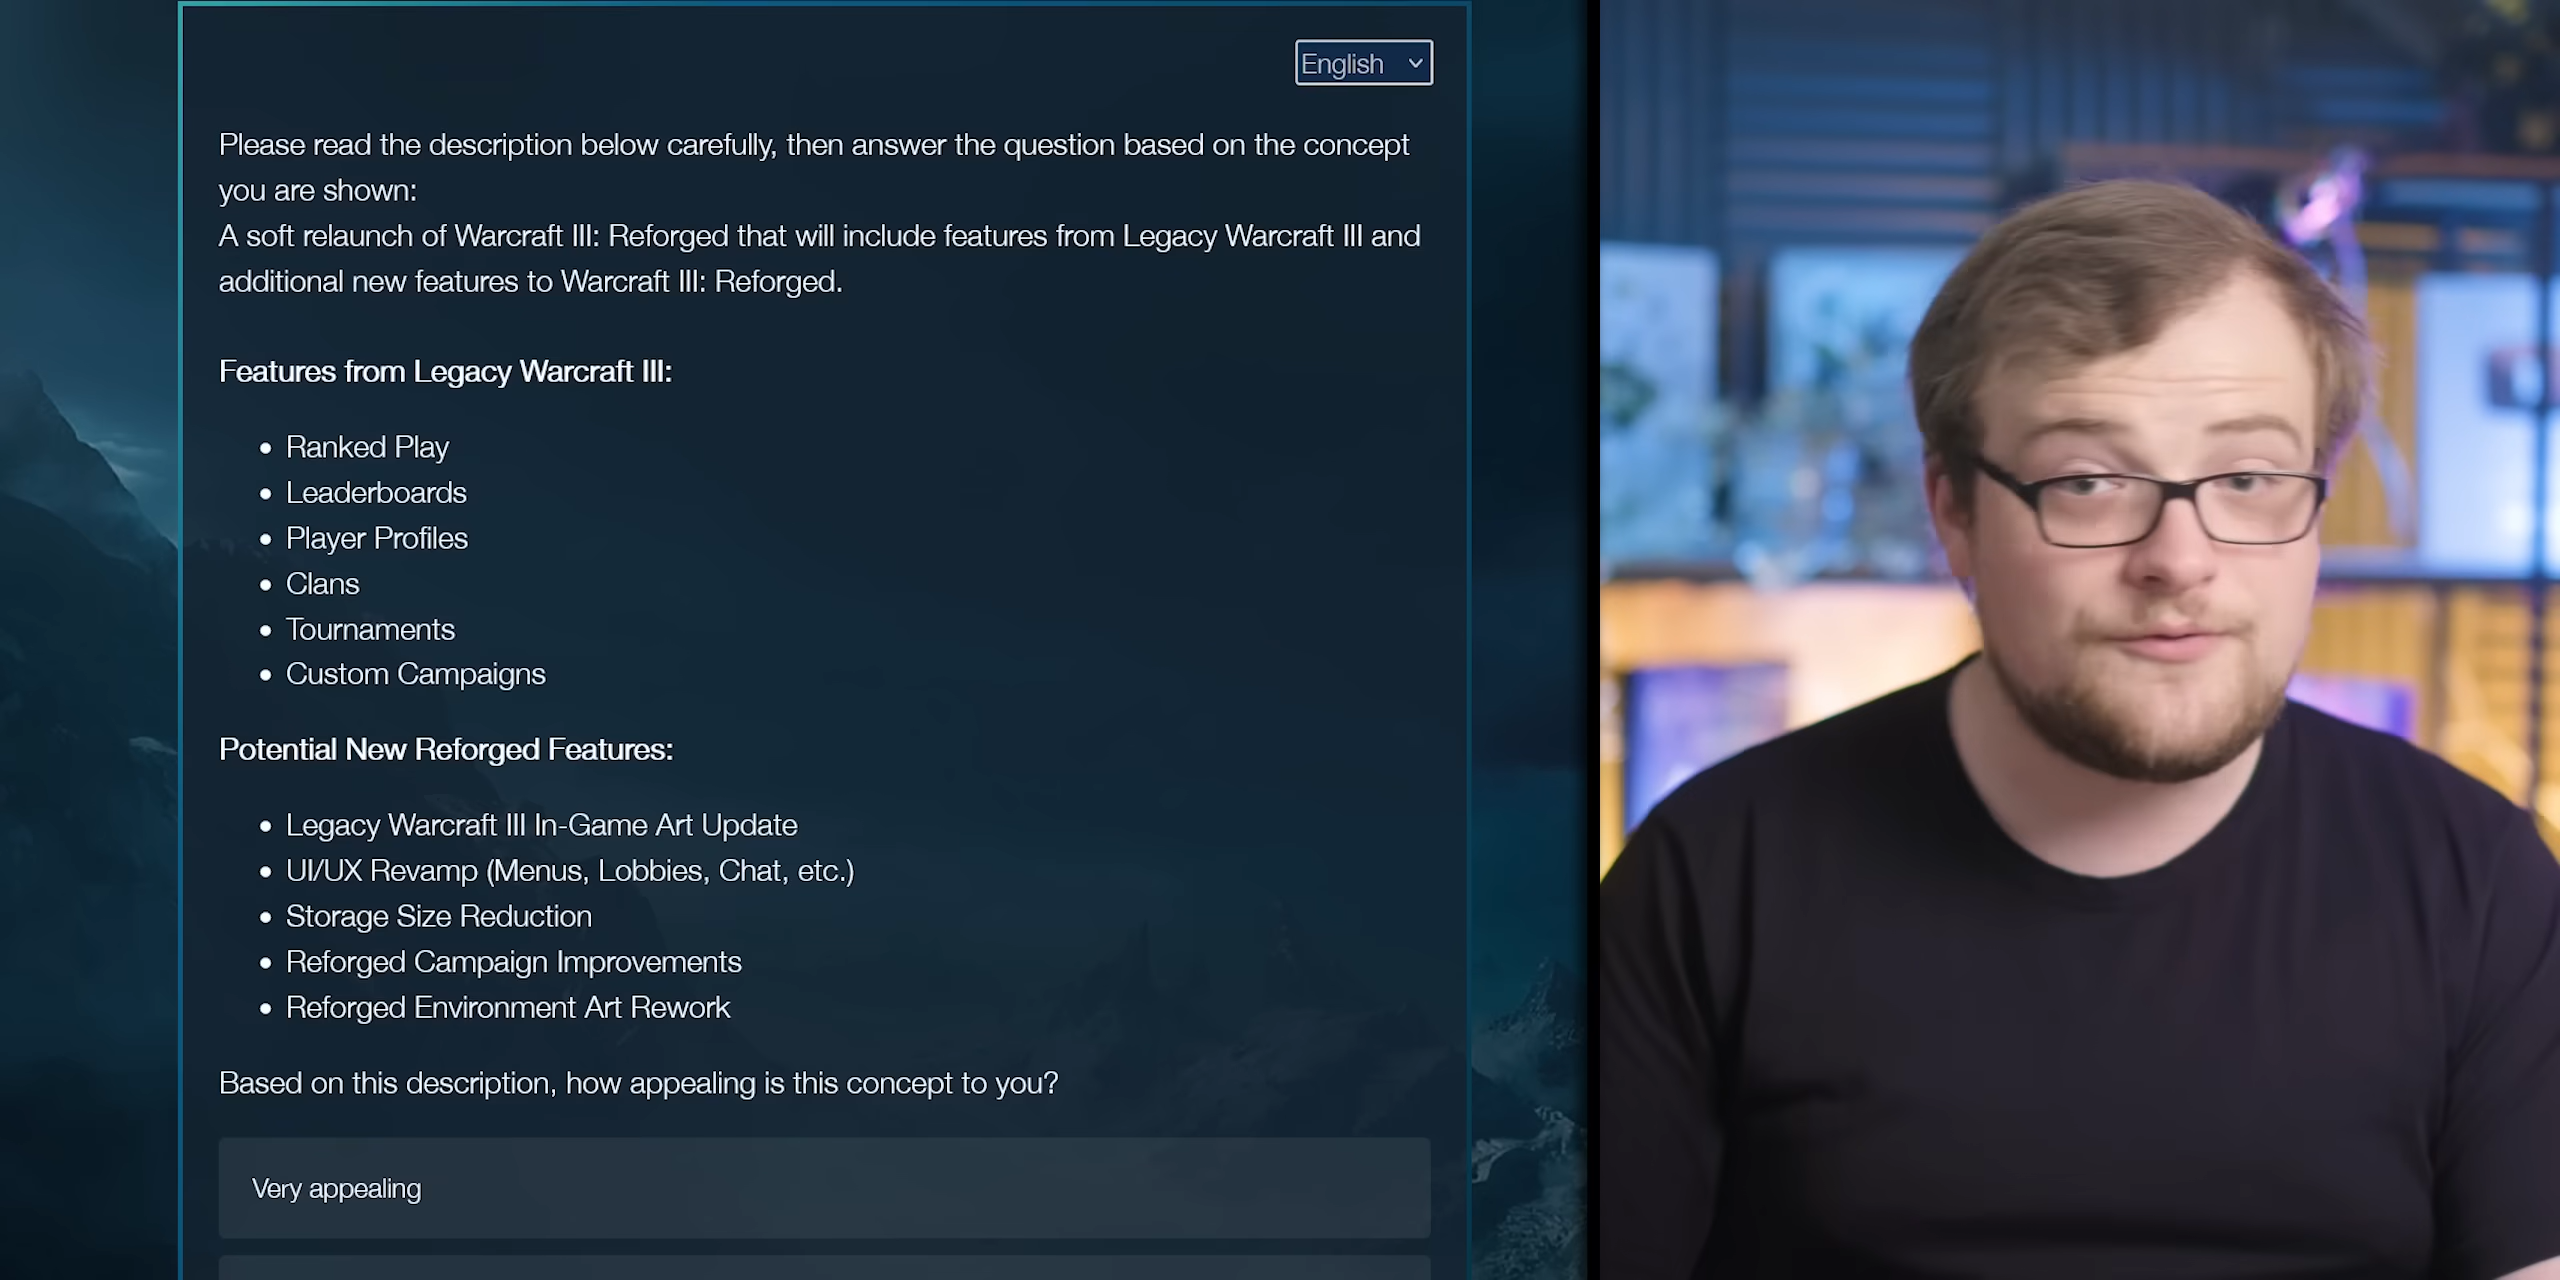 English
Please read the description below carefully, then answer the question based on the concept
you are shown:
A soft relaunch of Warcraft III: Reforged that will include features from Legacy Warcraft III and
additional new features to Warcraft III: Reforged.
Features from Legacy Warcraft III:
• Ranked Play
• Leaderboards
• Player Profiles
• Clans
• Tournaments
• Custom Campaigns
Potential New Reforged Features:
• Legacy Warcraft III In-Game Art Update
• UI/UX Revamp (Menus, Lobbies, Chat, etc.)
• Storage Size Reduction
• Reforged Campaign Improvements
• Reforged Environment Art Rework
Based on this description, how appealing is this concept to you?
Very appealing